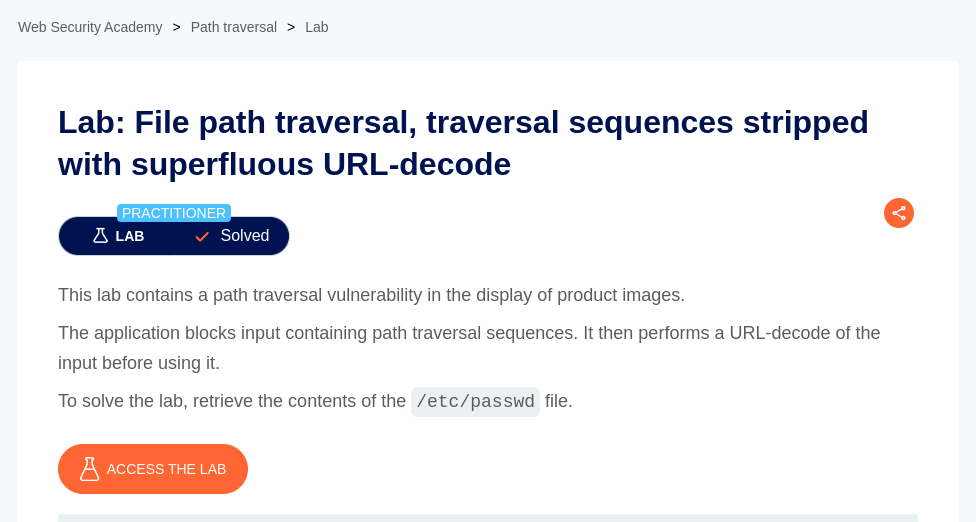 Web Security Academy > Path traversal > Lab
Lab: File path traversal, traversal sequences stripped
with superfluous URL-decode
PRACTITIONER
LAB Solved
This lab contains a path traversal vulnerability in the display of product images.
The application blocks input containing path traversal sequences. It then performs a URL-decode of the
input before using it.
To solve the lab, retrieve the contents of the /etc/passwd file.
ACCESS THE LAB